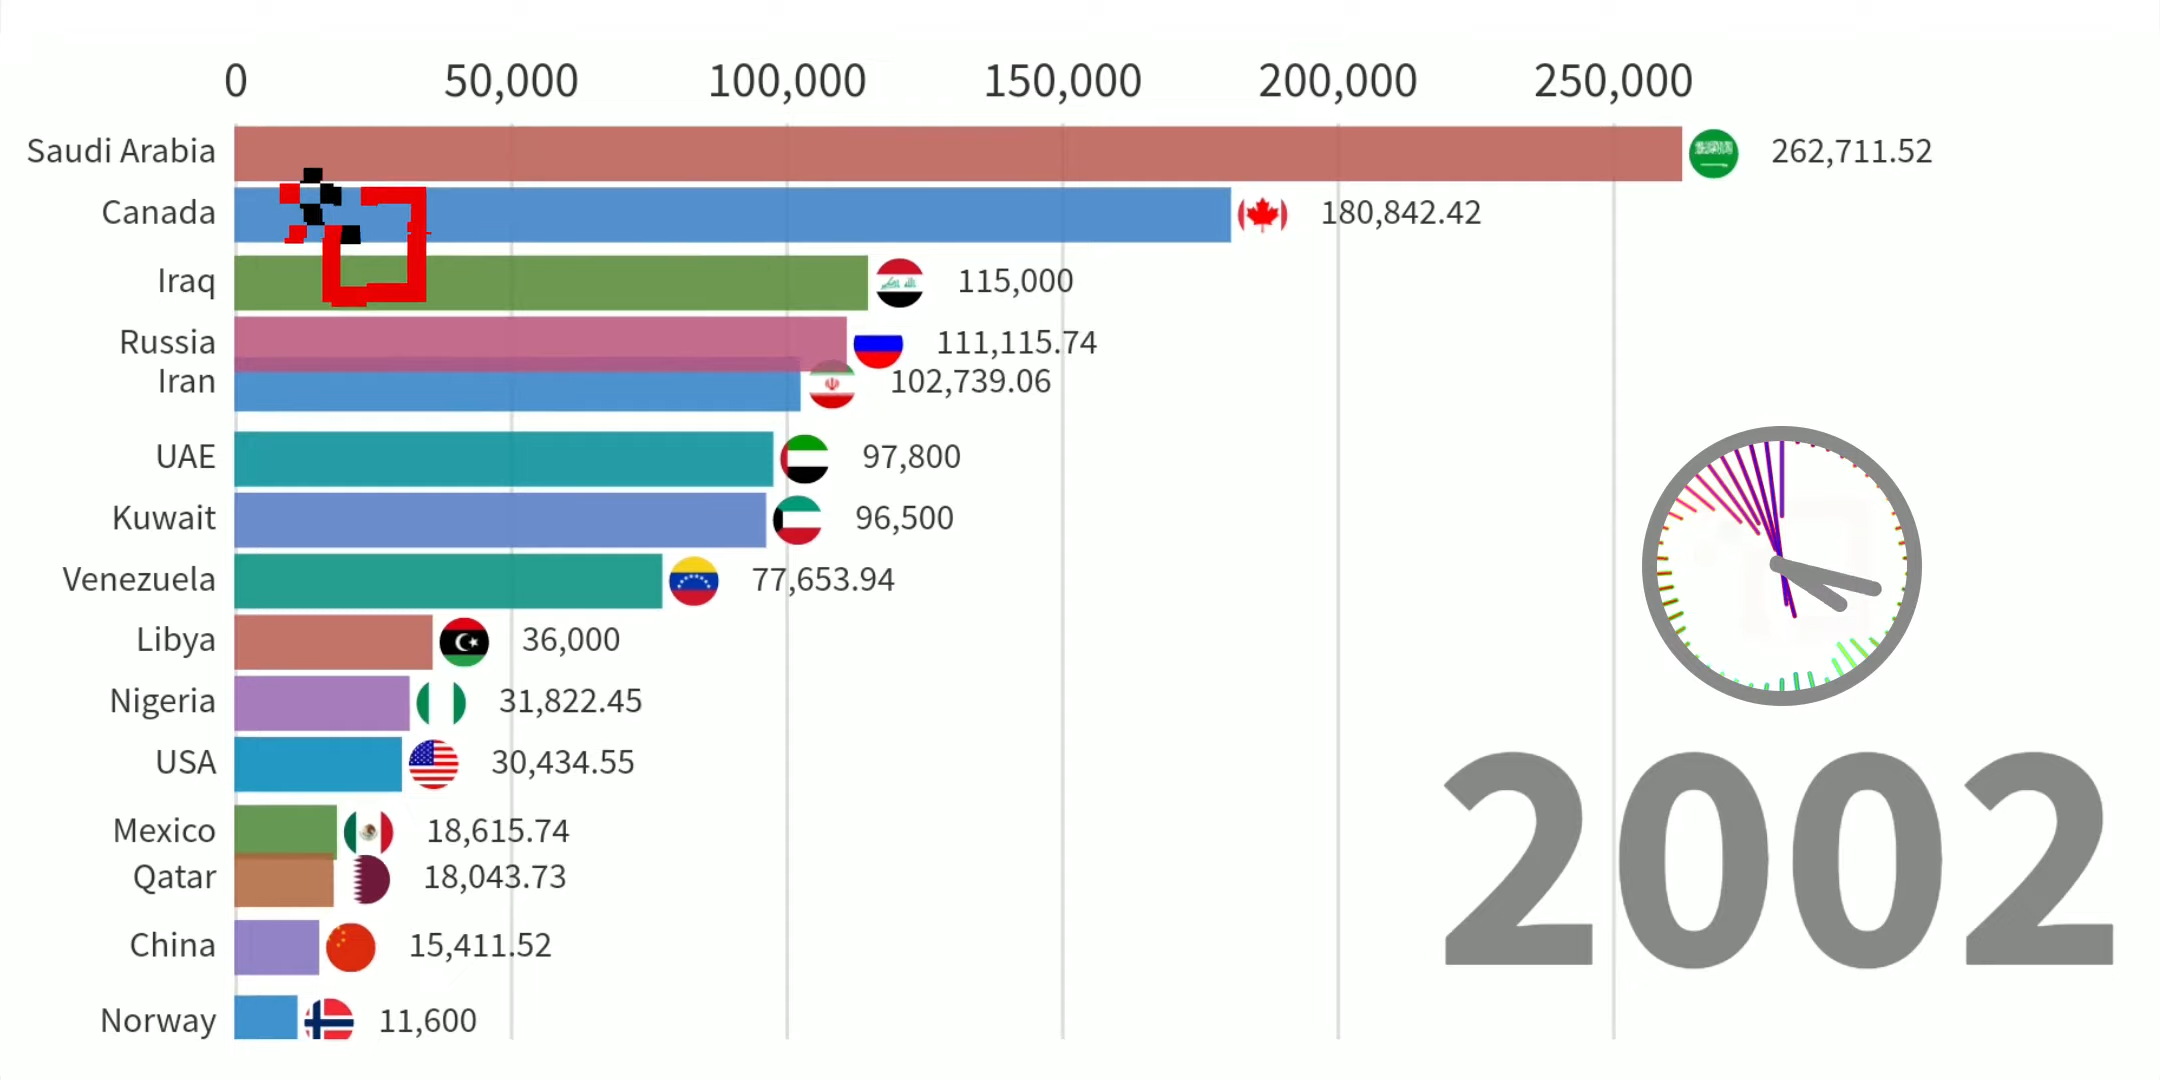 0 50,000 100,000 150,000 200,000 250,000
Saudi Arabia 262,711.52
Canada 180,842.42
Iraq 115,000
Russia 111,115.74
Iran 102,739.06
UAE 97,800
Kuwait 96,500
Venezuela 77,653.94
Libya 36,000
Nigeria 31,822.45
USA 30,434.55
Mexico 18,615.74
Qatar 18,043.73
China 15,411.52
Norway 11,600
2002